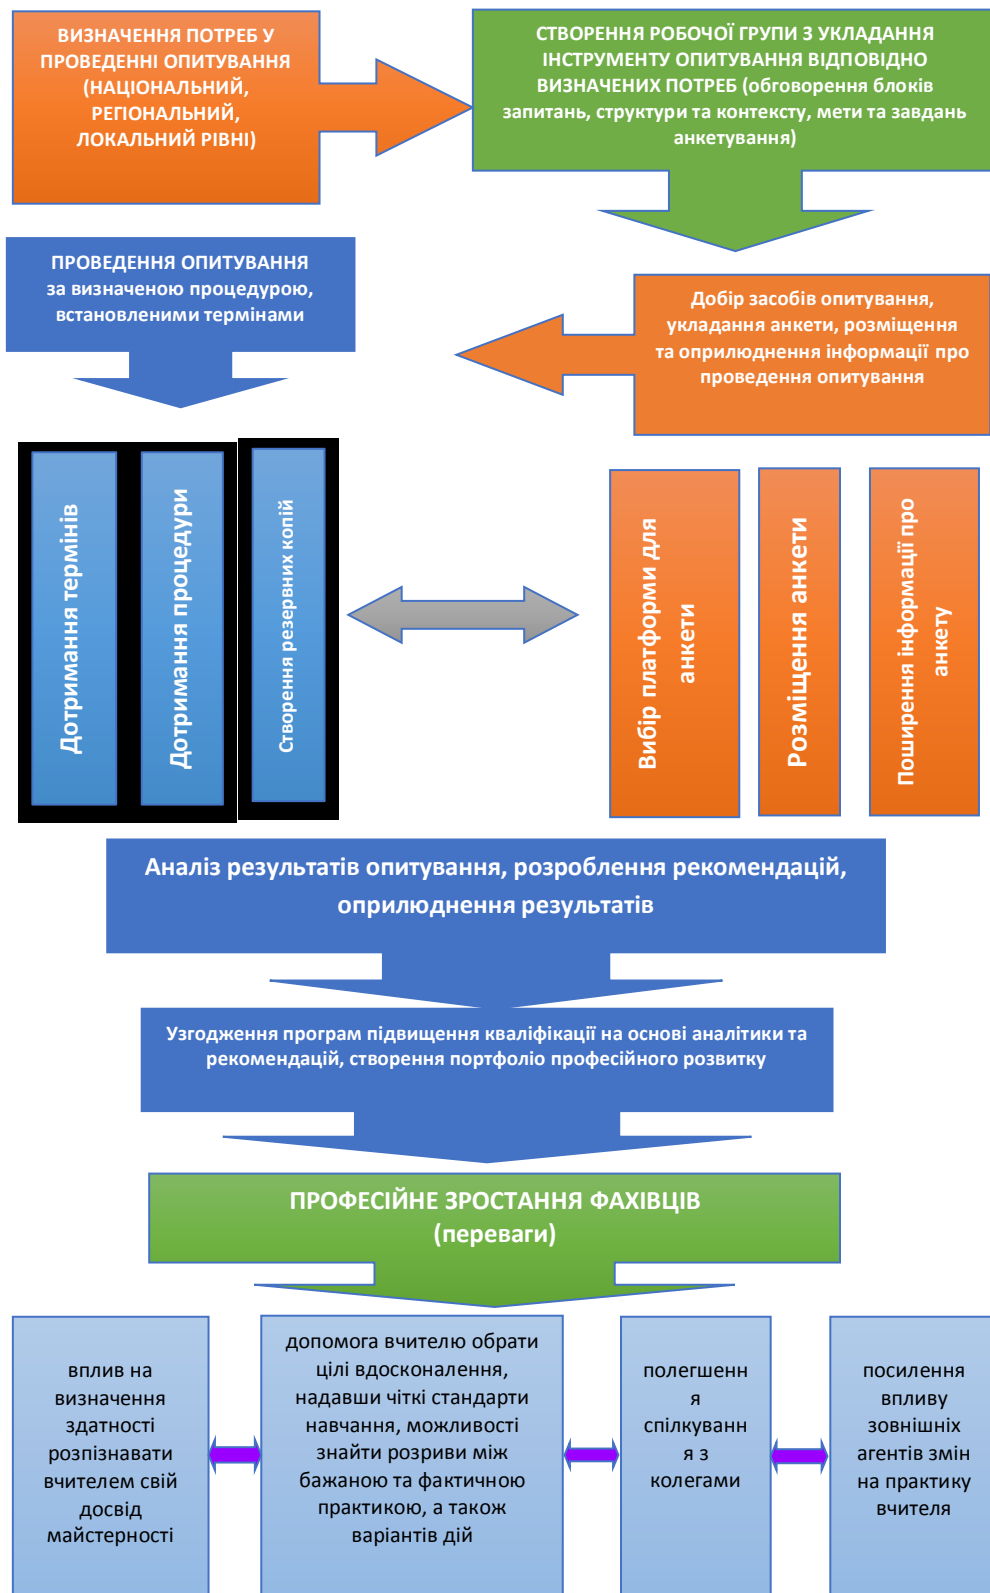 ВИЗНАЧЕННЯ ПОТРЕБ У
ПРОВЕДЕННІ ОПИТУВАННЯ
(НАЦІОНАЛЬНИЙ,
РЕГІОНАЛЬНИЙ,
ЛОКАЛЬНИЙ РІВНІ)
СТВОРЕННЯ РОБОЧОЇ ГРУПИ З УКЛАДАННЯ
ІНСТРУМЕНТУ ОПИТУВАННЯ ВІДПОВІДНО
ВИЗНАЧЕНИХ ПОТРЕБ (обговорення блоків
запитань, структури та контексту, мети та завдань
анкетування)
ПРОВЕДЕННЯ ОПИТУВАННЯ
за визначеною процедурою,
встановленими термінами
Добір засобів опитування,
укладання анкети, розміщення
та оприлюднення інформації про
проведення опитування
Дотримання термінів
Дотримання процедури
Створення резервних копій
Вибір платформи для
анкети
Розміщення анкети
Поширення інформації про
анкету
Аналіз результатів опитування, розроблення рекомендацій,
оприлюднення результатів
Узгодження програм підвищення кваліфікації на основі аналітики та
рекомендацій, створення портфоліо професійного розвитку
ПРОФЕСІЙНЕ ЗРОСТАННЯ ФАХІВЦІВ
(переваги)
вплив на
визначення
здатності
розпізнавати
вчителем свій
досвід
майстерності
допомога вчителю обрати
цілі вдосконалення,
надавши чіткі стандарти
навчання, можливості
знайти розриви між
бажаною та фактичною
практикою, а також
варіантів дій
полегшенн
я
спілкуванн
я з
колегами
посилення
впливу
зовнішніх
агентів змін
на практику
вчителя